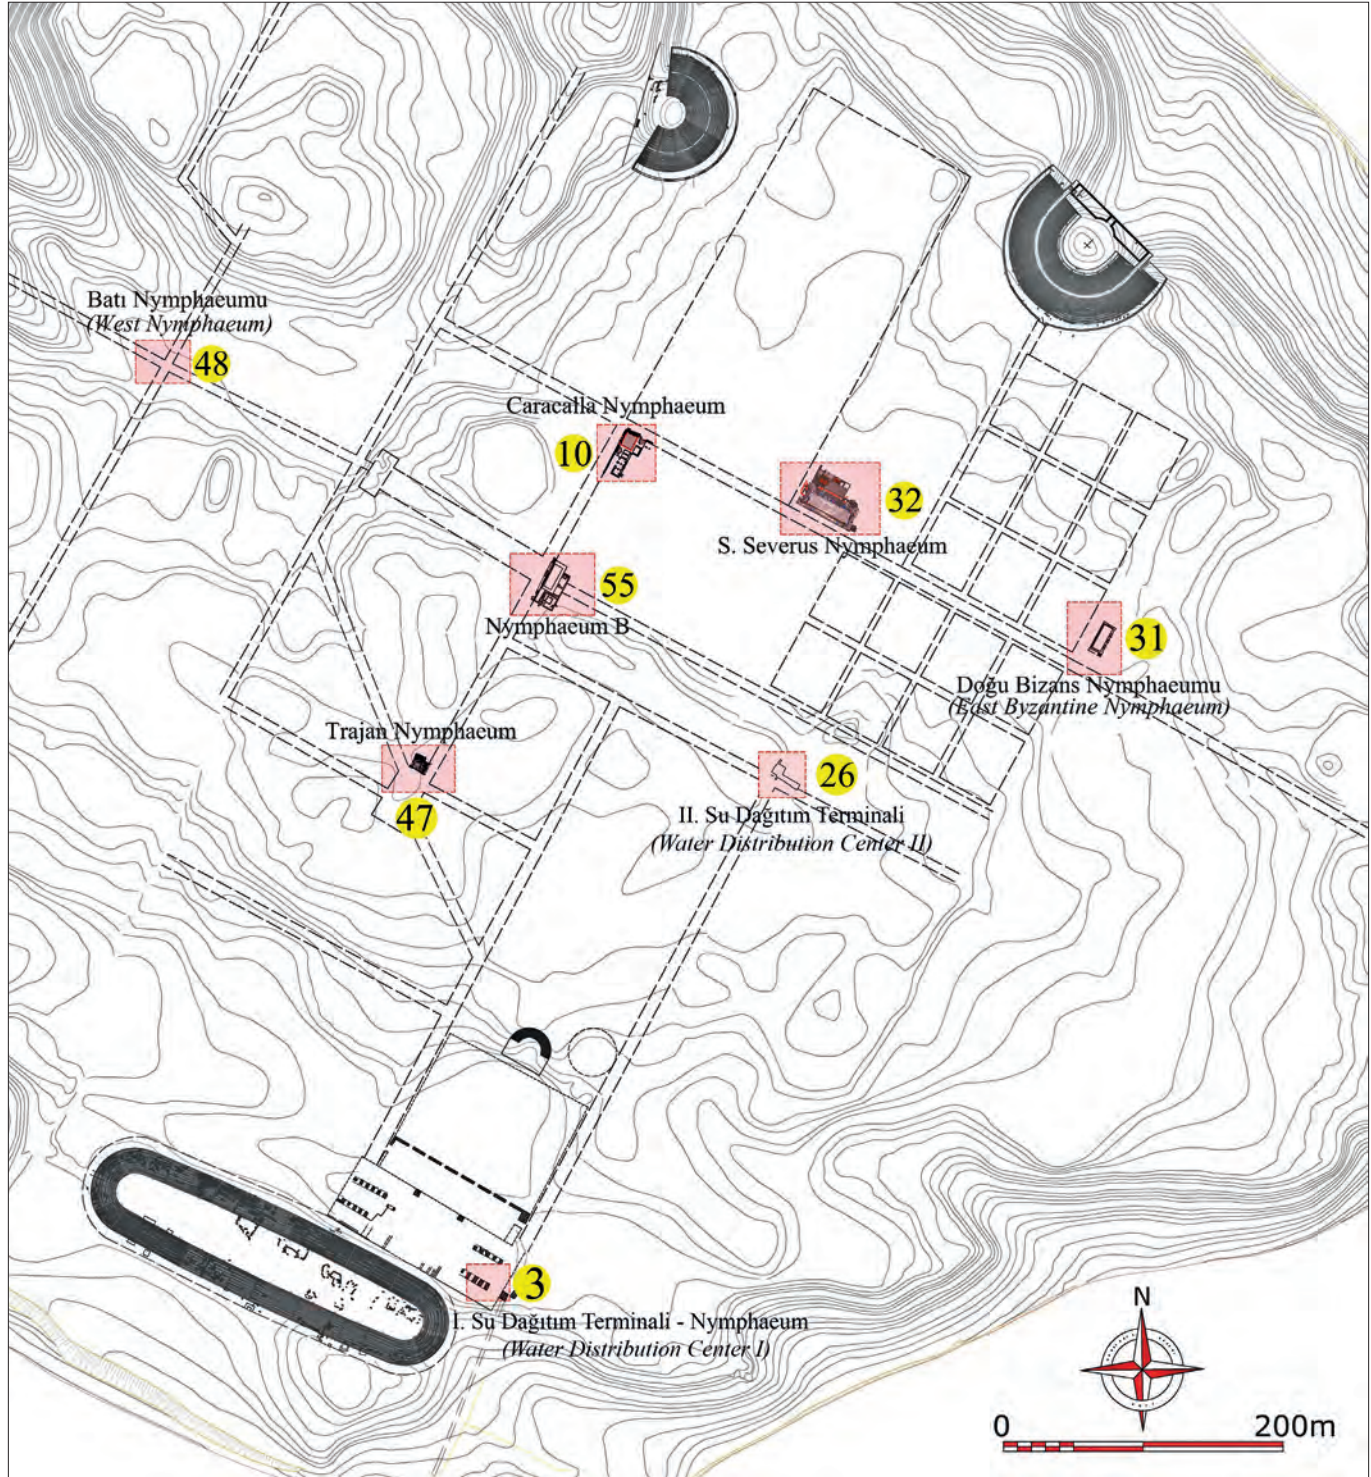 Batı Nymphaeumu
(West Nymphaeum)
48
Caracalla Nymphaeum
10
32
S. Severus Nymphaeum
55
Nymphaeum B
31
Doğu Bizans Nymphaeumu
(East Byzantine Nymphaeum)
Trajan Nymphaeum
47
26
II. Su Dağıtım Terminali
(Water Distribution Center II)
3
I. Su Dağıtım Terminali - Nymphaeum
(Water Distribution Center I)
N
0 200m